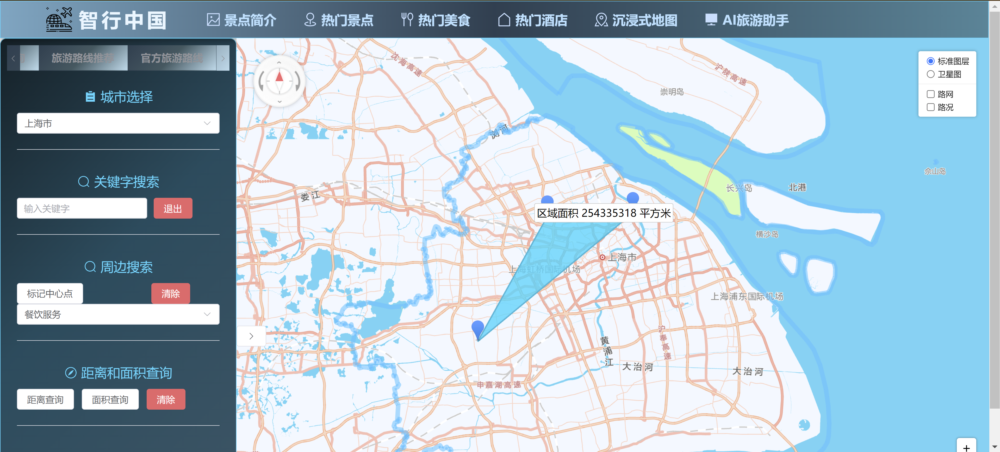 智行中国
景点简介
热门景点
热门美食
热门酒店
沉浸式地图
AI旅游助手
旅游路线推荐
官方旅游路线
城市选择
上海市
关键字搜索
输入关键字
退出
周边搜索
标记中心点
清除
餐饮服务
距离和面积查询
距离查询
面积查询
清除
标准图层
卫星图
路网
路况
沈海高速
沪陕高速
崇明岛
浏河
佘山岛
娄江
长兴岛
北港
区域面积 254335318 平方米
横沙岛
上海市
上海虹桥国际机场
上海浦东国际机场
沪奉高速
黄浦江
大治河
大治河
申嘉湖高速
+